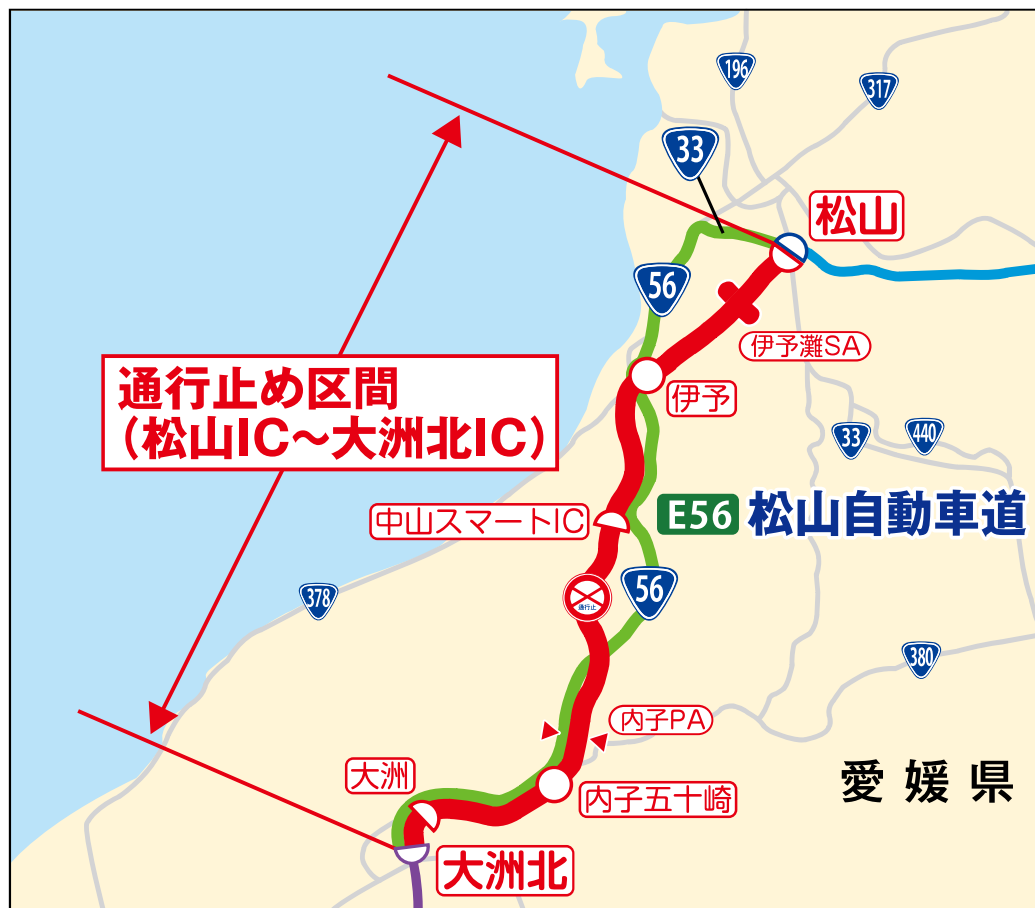 196
317
33
松山
56
伊予灘SA
伊予
通行止め区間
(松山IC～大洲北IC)
33
440
中山スマートIC
E56 松山自動車道
378
通行止
56
380
内子PA
大洲
愛媛県
内子五十崎
大洲北